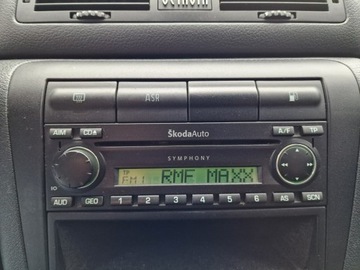 ASR
AIM CD ŠkodaAuto A/F TP
SYMPHONY
TP
FM1 RMF MAXX
AUD GEO 1 2 3 4 5 6 AS SCN